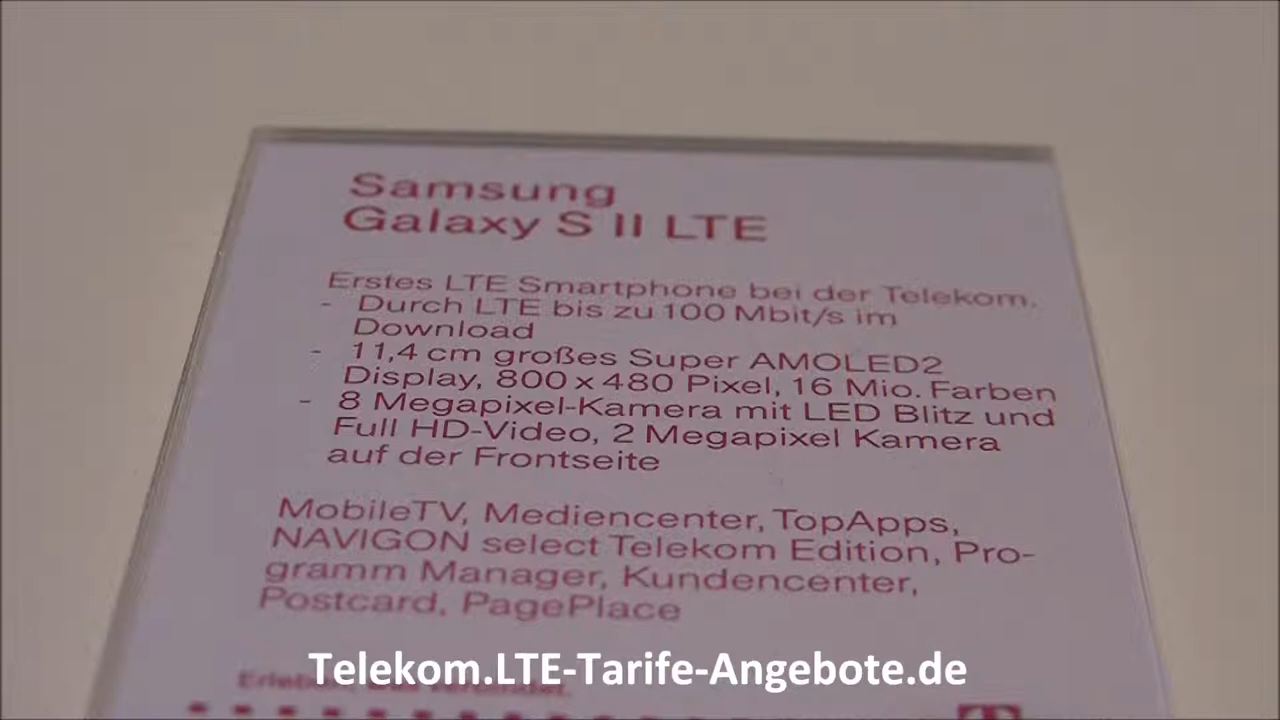 Samsung
Galaxy S II LTE
Erstes LTE Smartphone bei der Telekom.
- Durch LTE bis zu 100 Mbit/s im
Download
- 11,4 cm großes Super AMOLED2
Display, 800 x 480 Pixel, 16 Mio. Farben
- 8 Megapixel-Kamera mit LED Blitz und
Full HD-Video, 2 Megapixel Kamera
auf der Frontseite
MobileTV, Mediencenter, TopApps,
NAVIGON select Telekom Edition, Pro-
gramm Manager, Kundencenter,
Postcard, PagePlace
Telekom.LTE-Tarife-Angebote.de
Erleben, was verbindet.
T